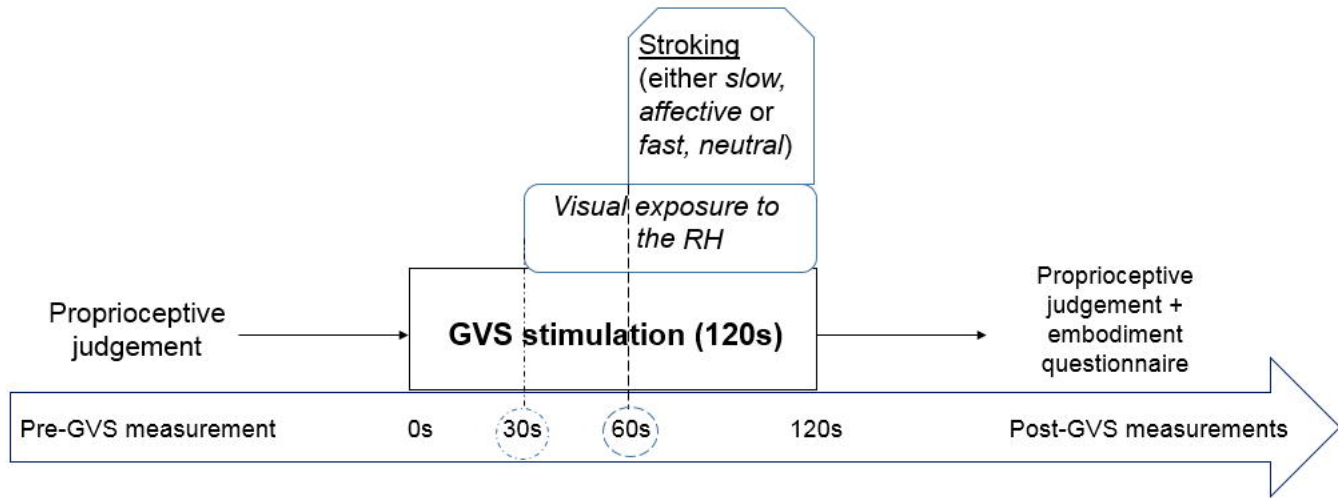 Stroking
(either slow,
affective or
fast, neutral)
Visual exposure to
the RH
Proprioceptive
judgement
GVS stimulation (120s)
Proprioceptive
judgement +
embodiment
questionnaire
Pre-GVS measurement
0s
30s
60s
120s
Post-GVS measurements